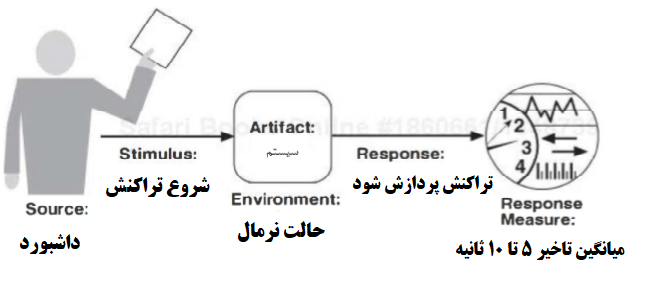 Artifact:
سیستم
Stimulus:
شروع تراکنش
Response:
تراکنش پردازش شود
Source:
داشبورد
Environment:
حالت نرمال
1
2
3
4
Response
Measure:
میانگین تاخیر ۵ تا ۱۰ ثانیه